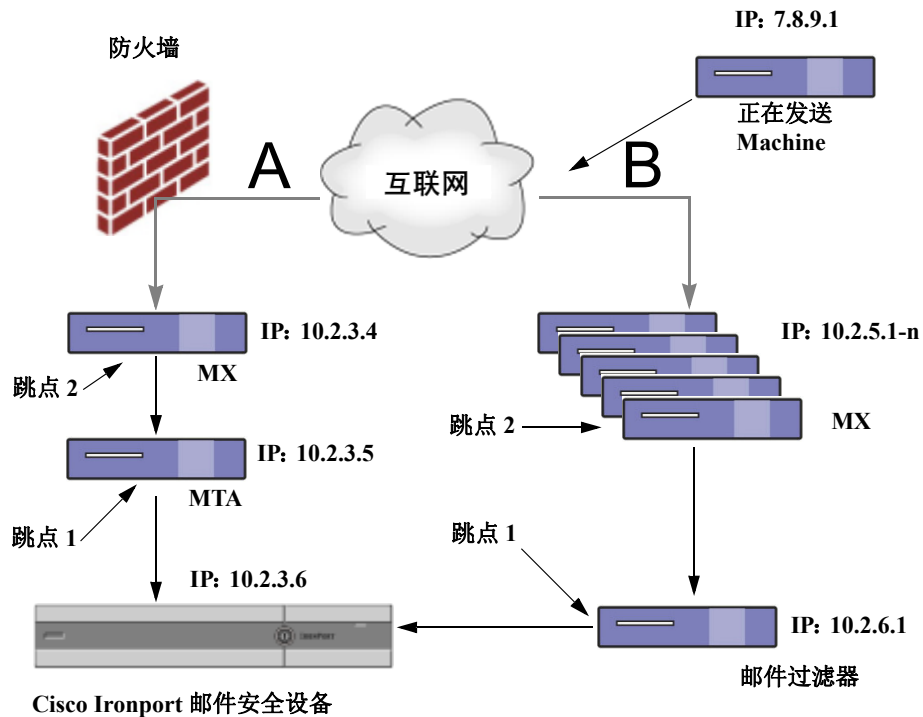 IP: 7.8.9.1
防火墙
正在发送
Machine
A
互联网
B
IP: 10.2.3.4
MX
跳点 2
IP: 10.2.5.1-n
MX
跳点 2
IP: 10.2.3.5
MTA
跳点 1
跳点 1
IP: 10.2.3.6
IRONPORT
IP: 10.2.6.1
邮件过滤器
Cisco Ironport 邮件安全设备